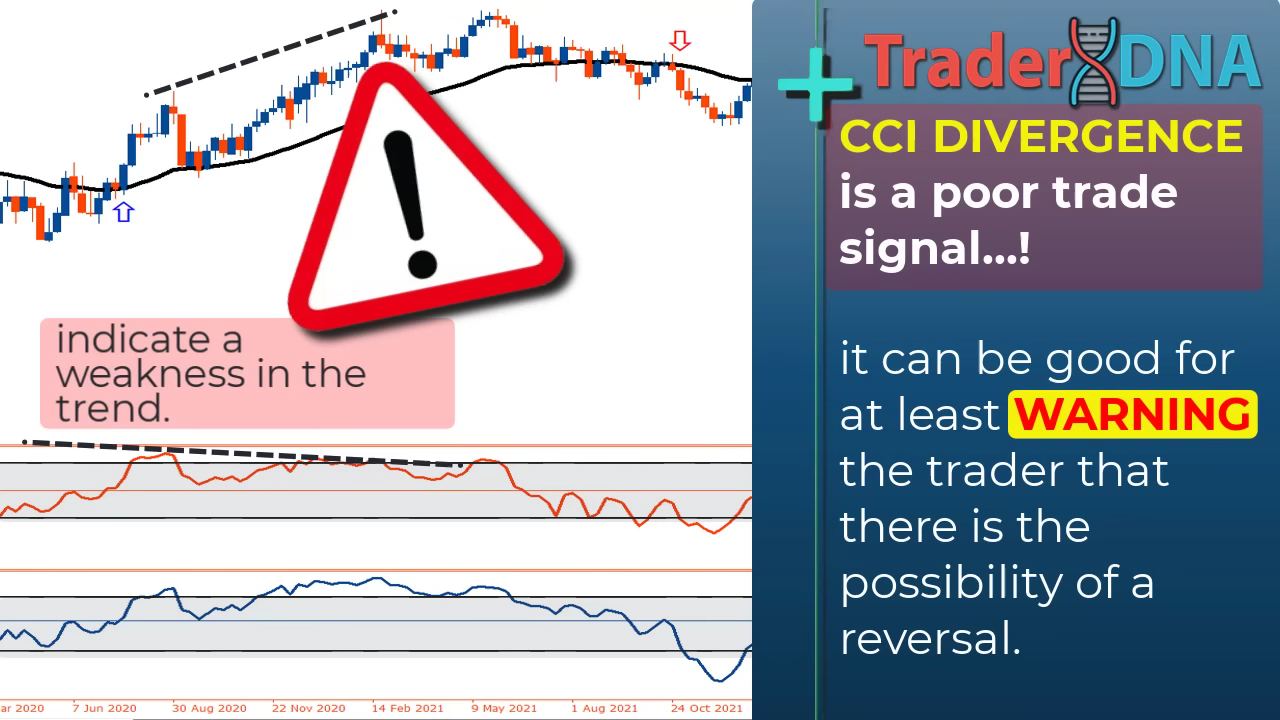 TraderDNA
CCI DIVERGENCE
is a poor trade
signal...!
it can be good for
at least WARNING
the trader that
there is the
possibility of a
reversal.
indicate a
weakness in the
trend.
ar 2020 7 Jun 2020 30 Aug 2020 22 Nov 2020 14 Feb 2021 9 May 2021 1 Aug 2021 24 Oct 2021